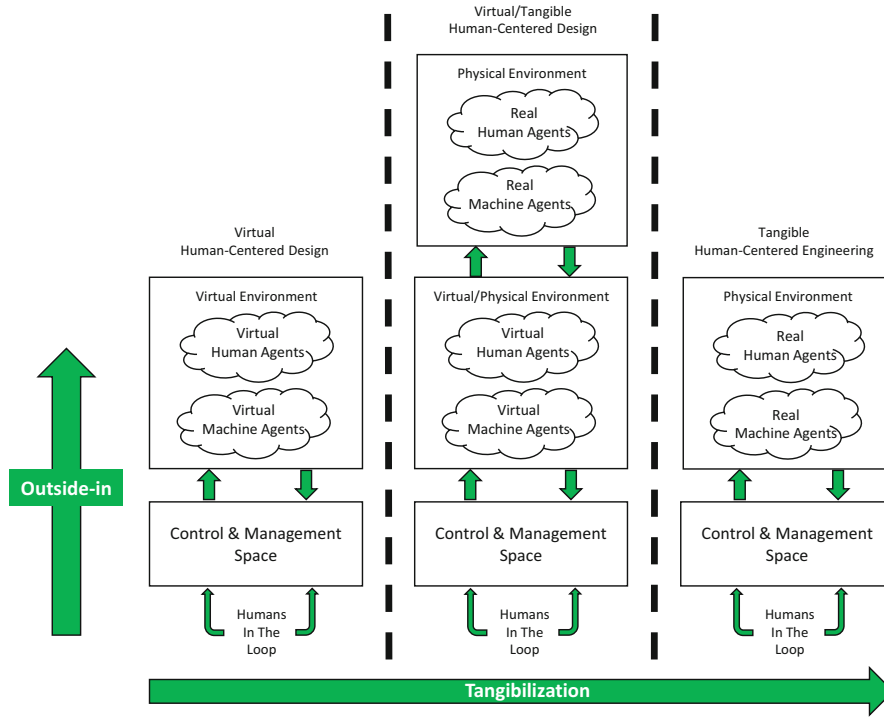 Virtual/Tangible
Human-Centered Design
Physical Environment
Real
Human Agents
Real
Machine Agents
Virtual
Human-Centered Design
Virtual Environment
Virtual
Human Agents
Virtual
Machine Agents
Virtual/Physical Environment
Virtual
Human Agents
Virtual
Machine Agents
Tangible
Human-Centered Engineering
Physical Environment
Real
Human Agents
Real
Machine Agents
Outside-in
Control & Management
Space
Control & Management
Space
Control & Management
Space
Humans
In The
Loop
Humans
In The
Loop
Humans
In The
Loop
Tangibilization